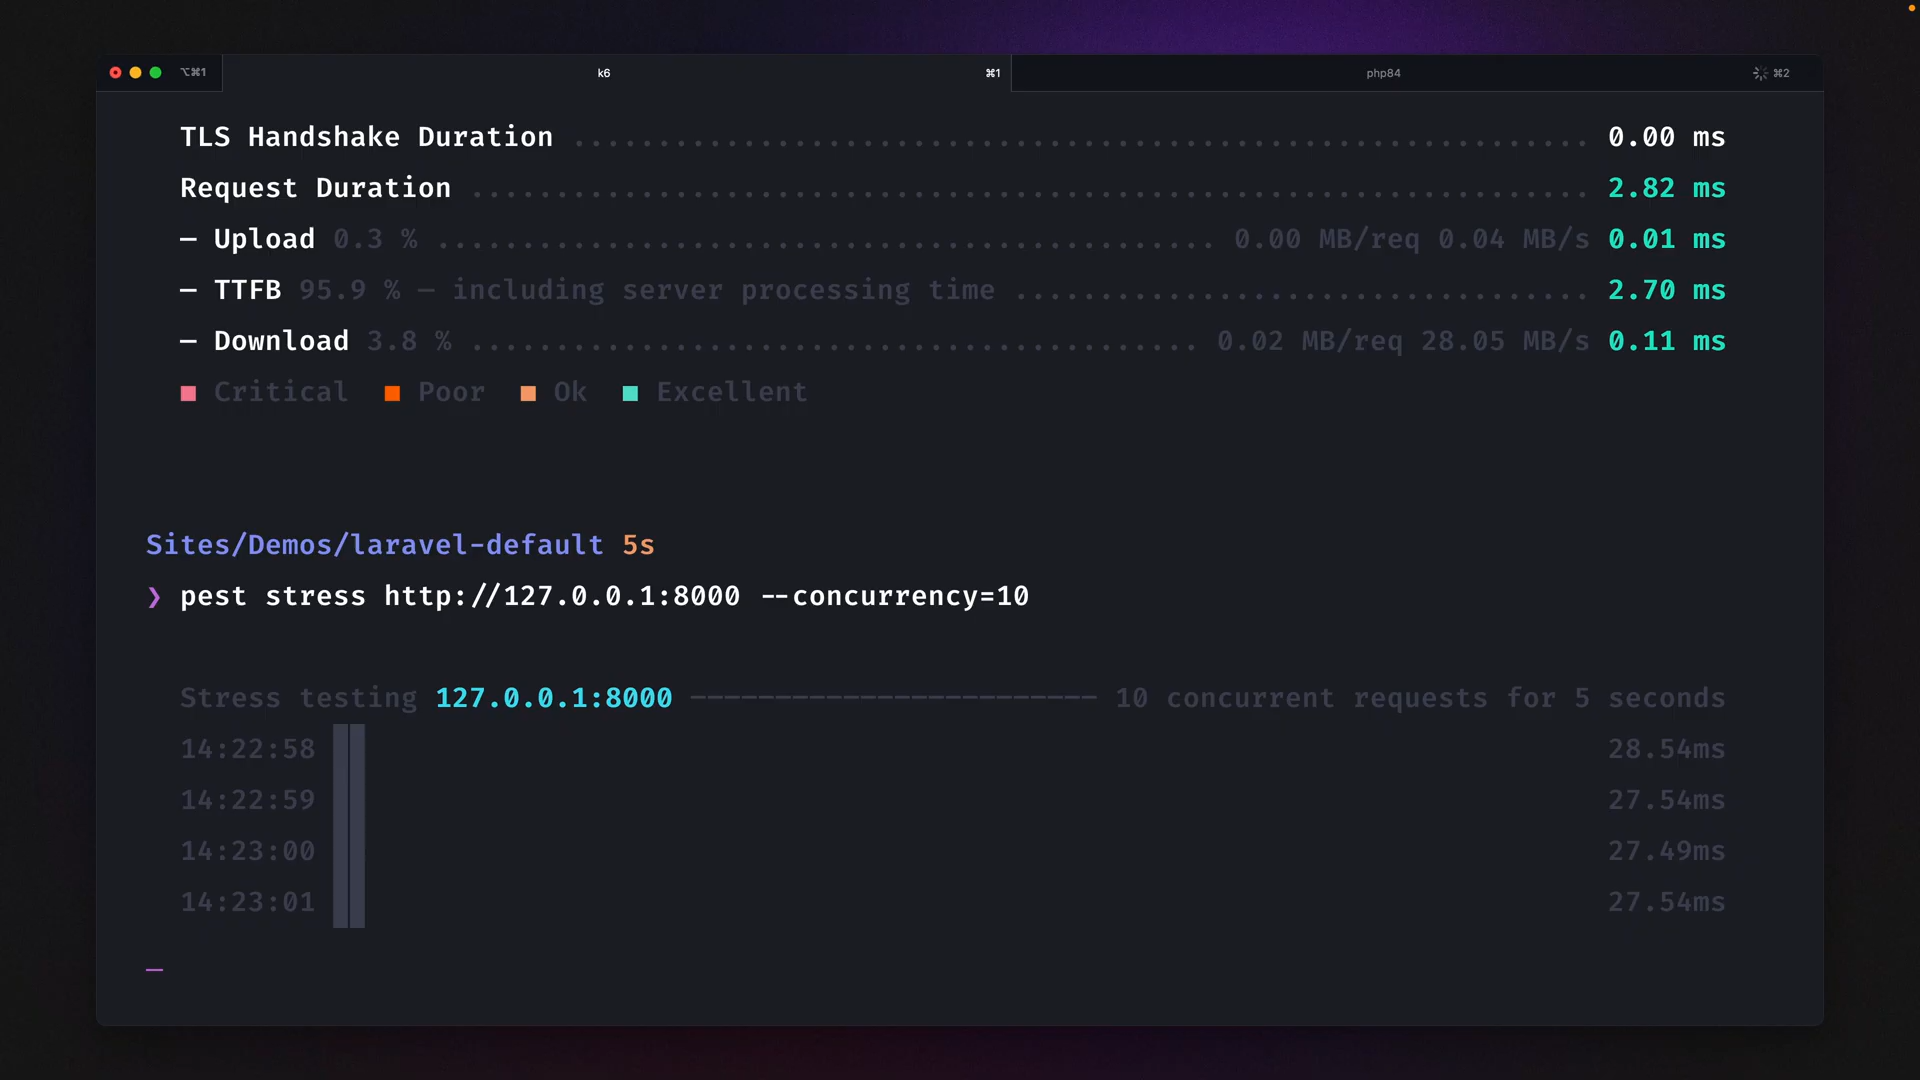 ⌥⌘1 k6 ⌘1 php84 ⌘2
TLS Handshake Duration ........................................................... 0.00 ms
Request Duration ................................................................. 2.82 ms
— Upload 0.3 % .............................................. 0.00 MB/req 0.04 MB/s 0.01 ms
— TTFB 95.9 % — including server processing time .................................. 2.70 ms
— Download 3.8 % ........................................... 0.02 MB/req 28.05 MB/s 0.11 ms
■ Critical ■ Poor ■ Ok ■ Excellent
Sites/Demos/laravel-default 5s
❯ pest stress http://127.0.0.1:8000 --concurrency=10
Stress testing 127.0.0.1:8000 ———————————————————————— 10 concurrent requests for 5 seconds
14:22:58 28.54ms
14:22:59 27.54ms
14:23:00 27.49ms
14:23:01 27.54ms